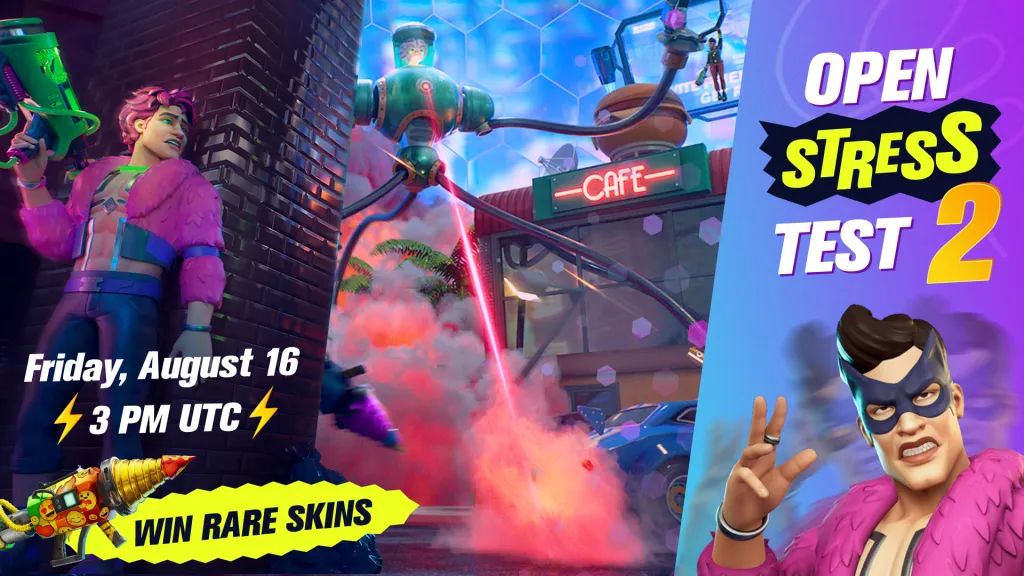 OPEN
STRESS
TEST 2
CAFE
Friday, August 16
3 PM UTC
WIN RARE SKINS